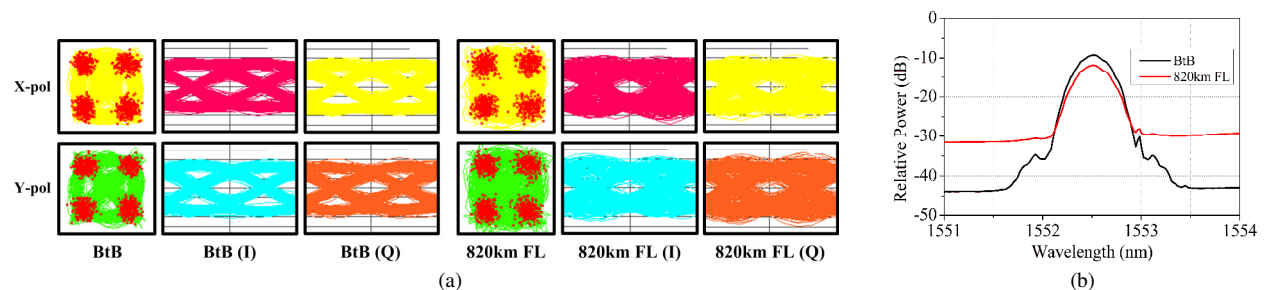 X-pol
Y-pol
BtB
BtB (I)
BtB (Q)
820km FL
820km FL (I)
820km FL (Q)
(a)
(b)
Relative Power (dB)
0
-10
-20
-30
-40
-50
BtB
820km FL
1551
1552
1553
1554
Wavelength (nm)